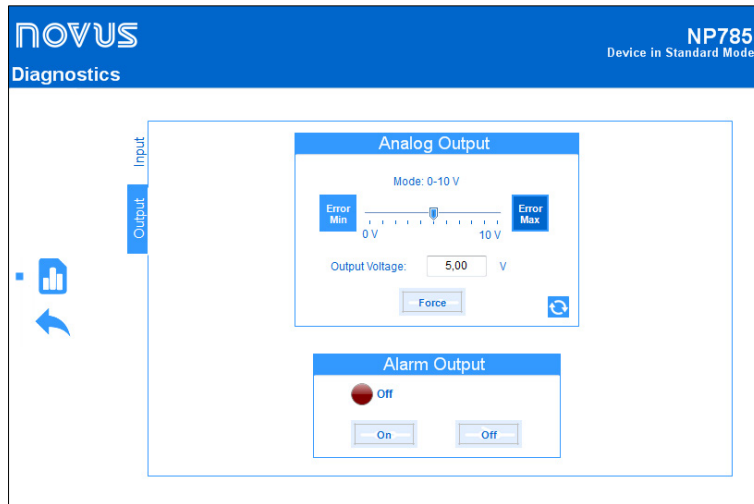 NOVUS
NP785
Device in Standard Mode
Diagnostics
Input
Output
Analog Output
Mode: 0-10 V
Error
Min
Error
Max
0 V
10 V
Output Voltage:
5,00
V
Force
Alarm Output
Off
On
Off